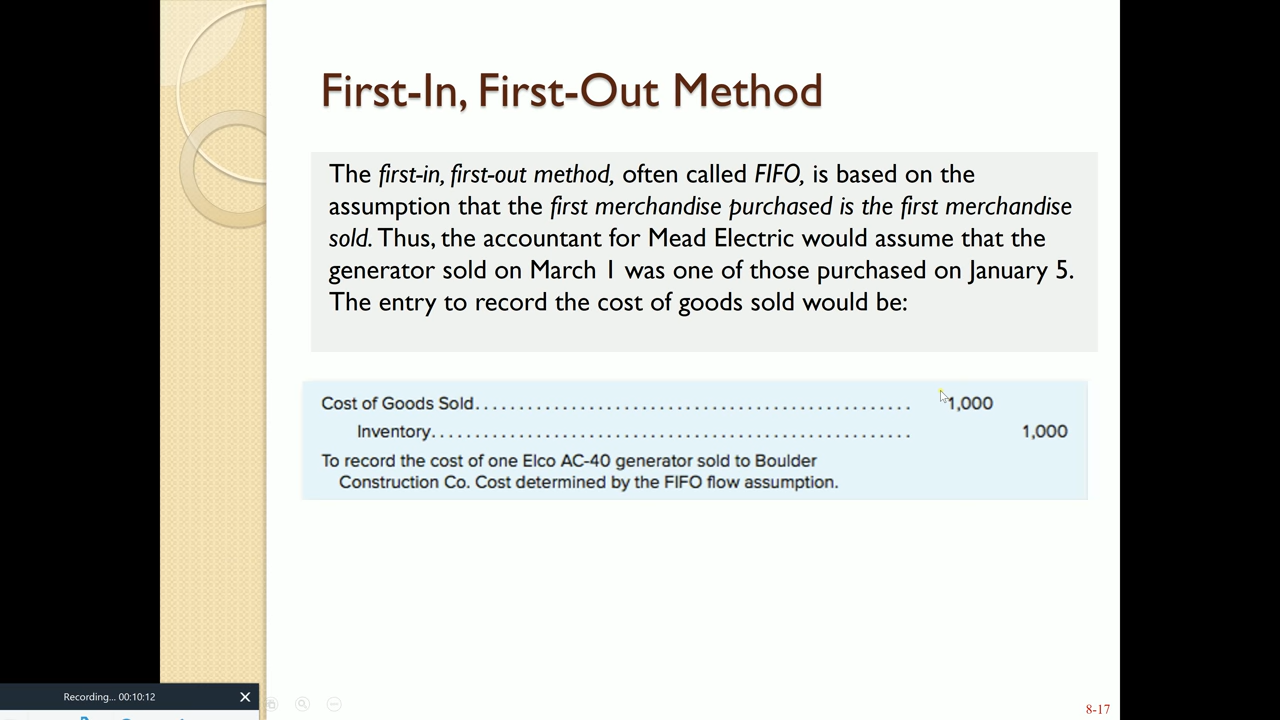 First-In, First-Out Method
The first-in, first-out method, often called FIFO, is based on the
assumption that the first merchandise purchased is the first merchandise
sold. Thus, the accountant for Mead Electric would assume that the
generator sold on March 1 was one of those purchased on January 5.
The entry to record the cost of goods sold would be:
Cost of Goods Sold................................................. 1,000
Inventory...................................................... 1,000
To record the cost of one Elco AC-40 generator sold to Boulder
Construction Co. Cost determined by the FIFO flow assumption.
Recording... 00:10:12
8-17